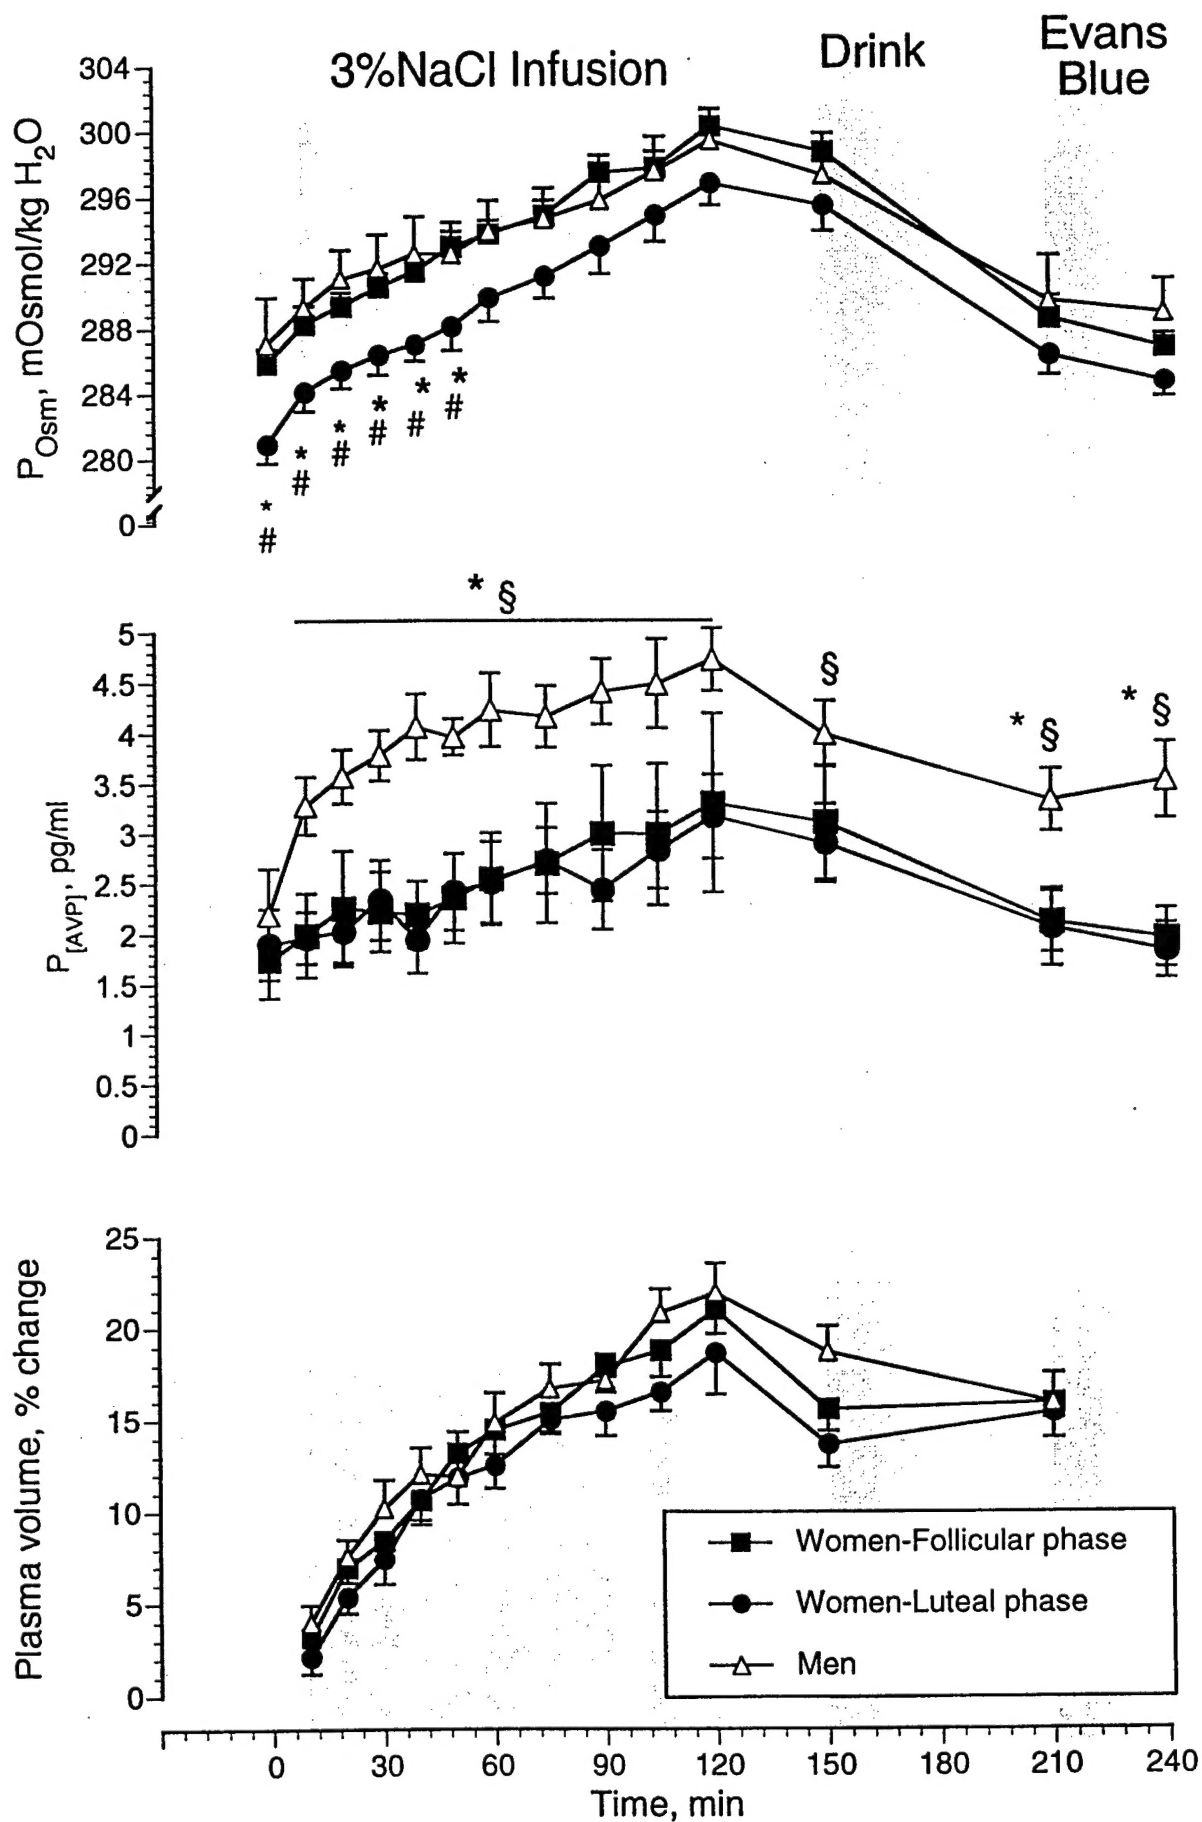 3%NaCl Infusion
Drink
Evans
Blue
POsm, mOsmol/kg H2O
304
300
296
292
288
284
280
0
* # * # * # * # * # * #
* §
P[AVP], pg/ml
5
4.5
4
3.5
3
2.5
2
1.5
1
0.5
0
§
* §
* §
Plasma volume, % change
25
20
15
10
5
0
Women-Follicular phase
Women-Luteal phase
Men
0 30 60 90 120 150 180 210 240
Time, min